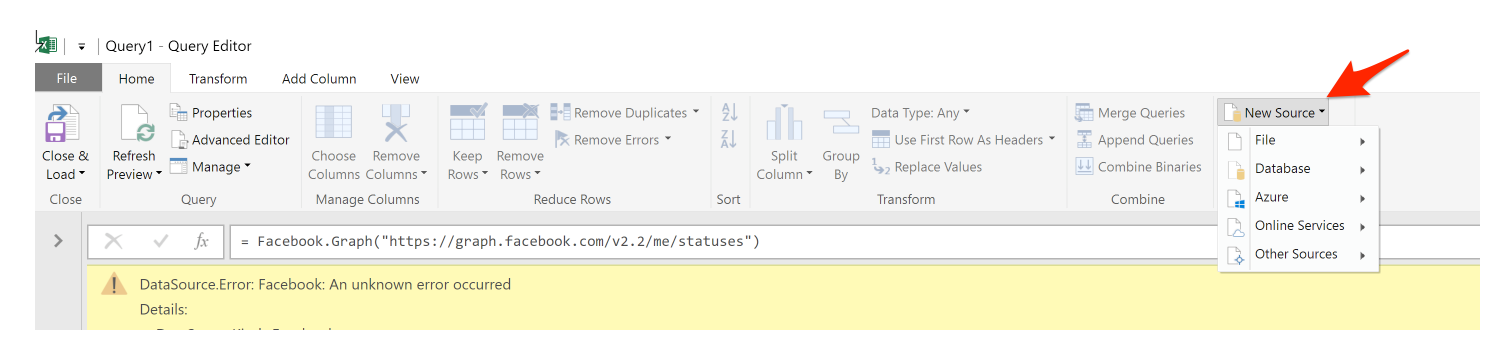 Query1 - Query Editor
File Home Transform Add Column View
Close & Load
Close
Refresh Preview
Properties
Advanced Editor
Manage
Query
Choose Columns
Remove Columns
Manage Columns
Keep Rows
Remove Rows
Remove Duplicates
Remove Errors
Reduce Rows
Sort
Split Column
Group By
Data Type: Any
Use First Row As Headers
Replace Values
Transform
Merge Queries
Append Queries
Combine Binaries
Combine
New Source
File
Database
Azure
Online Services
Other Sources
fx = Facebook.Graph("https://graph.facebook.com/v2.2/me/statuses")
DataSource.Error: Facebook: An unknown error occurred
Details: